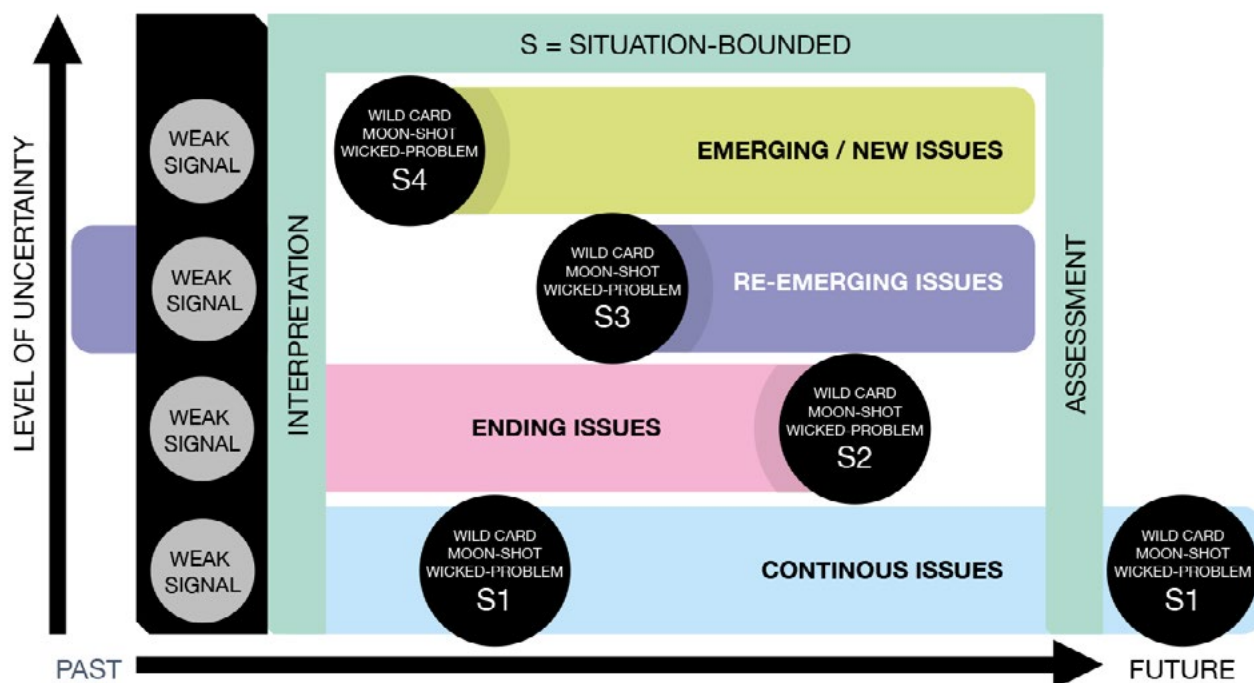 S = SITUATION-BOUNDED
LEVEL OF UNCERTAINTY
INTERPRETATION
ASSESSMENT
WEAK
SIGNAL
WILD CARD
MOON-SHOT
WICKED-PROBLEM
S4
EMERGING / NEW ISSUES
WEAK
SIGNAL
WILD CARD
MOON-SHOT
WICKED-PROBLEM
S3
RE-EMERGING ISSUES
WEAK
SIGNAL
ENDING ISSUES
WILD CARD
MOON-SHOT
WICKED-PROBLEM
S2
WEAK
SIGNAL
WILD CARD
MOON-SHOT
WICKED-PROBLEM
S1
CONTINOUS ISSUES
WILD CARD
MOON-SHOT
WICKED-PROBLEM
S1
PAST
FUTURE